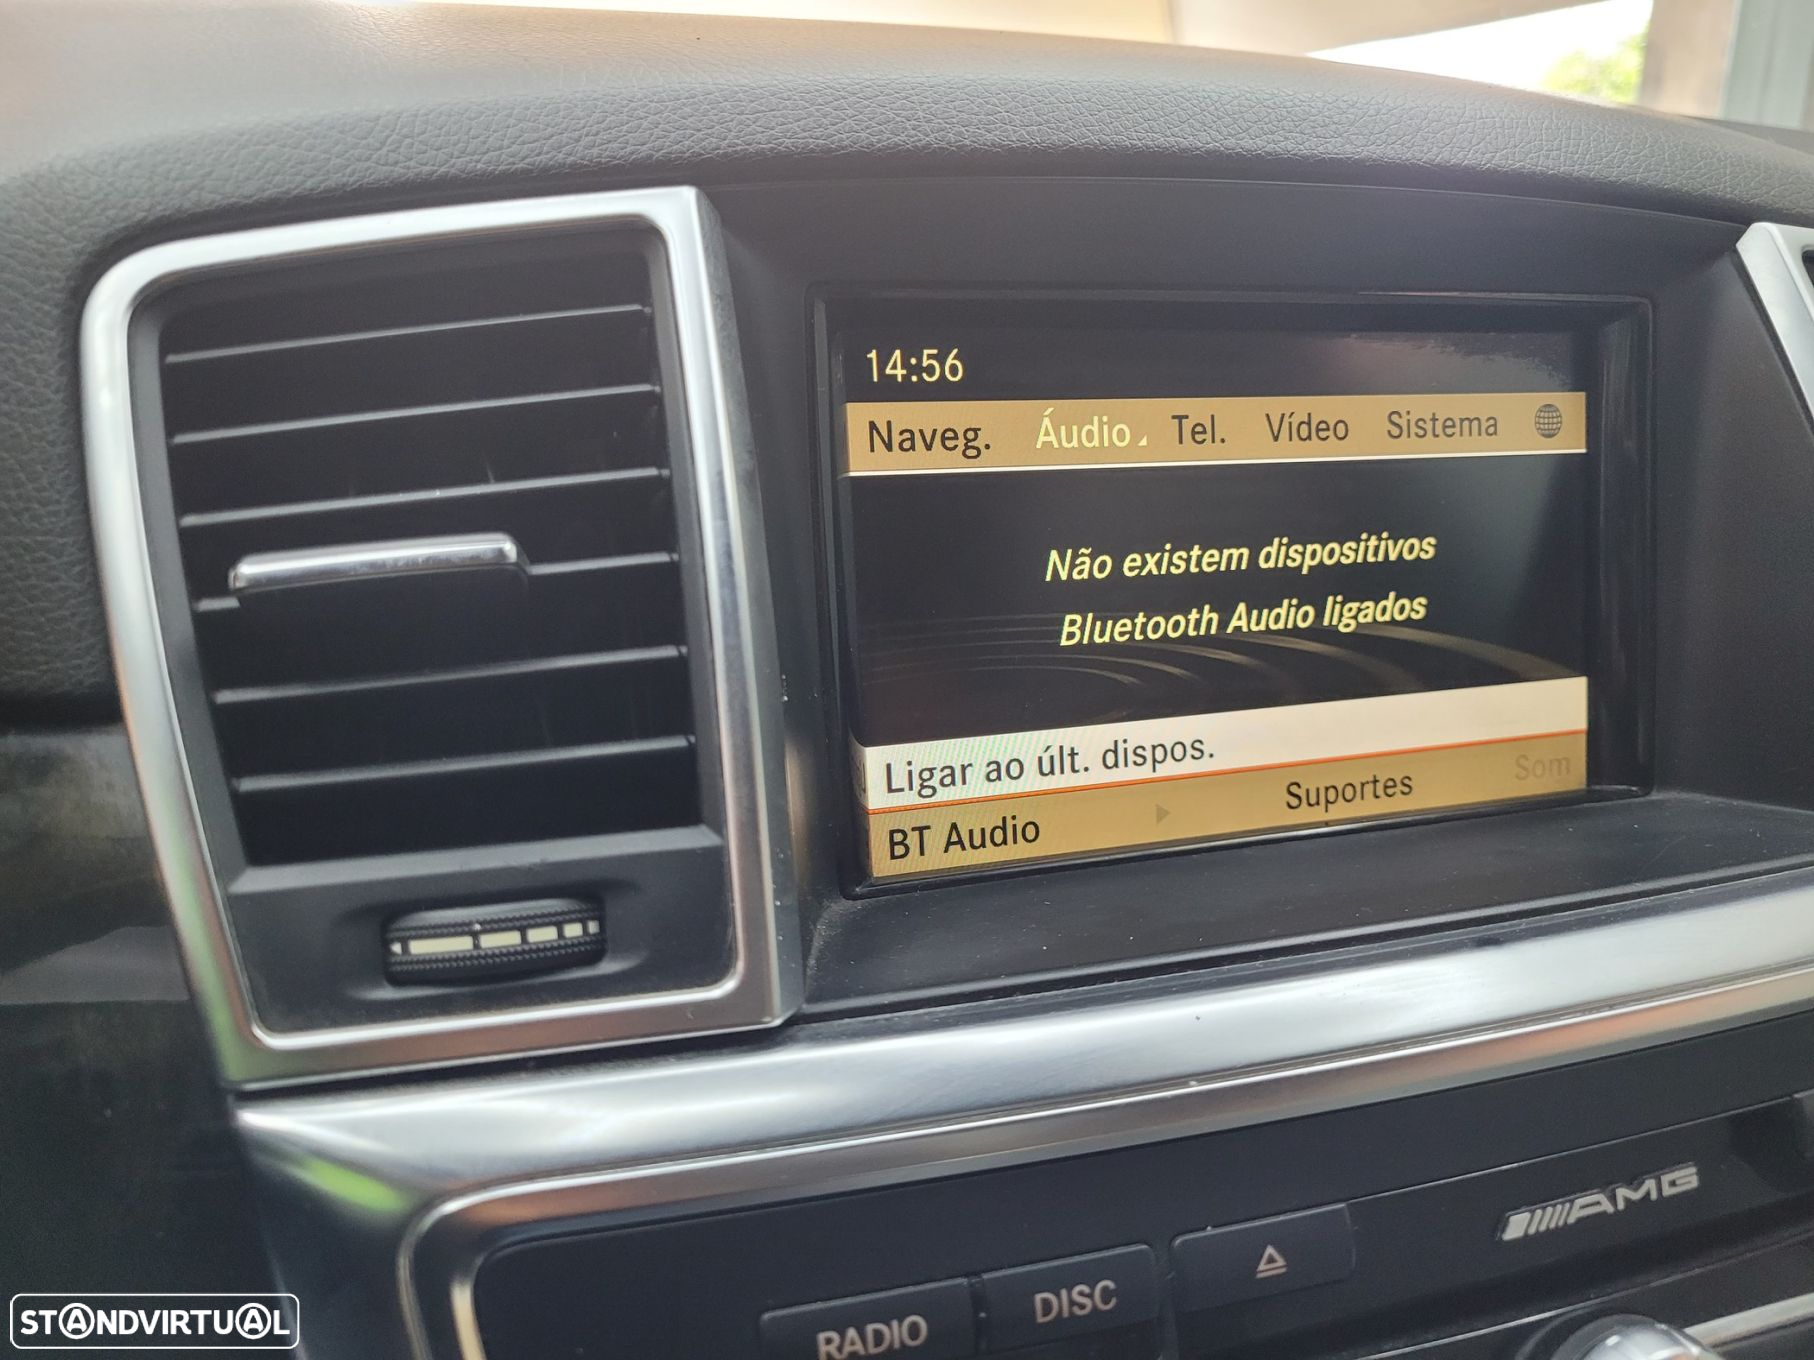 14:56
Naveg. Áudio Tel. Vídeo Sistema
Não existem dispositivos
Bluetooth Audio ligados
Ligar ao últ. dispos.
BT Audio Suportes Som
AMG
RADIO DISC
STANDVIRTUAL